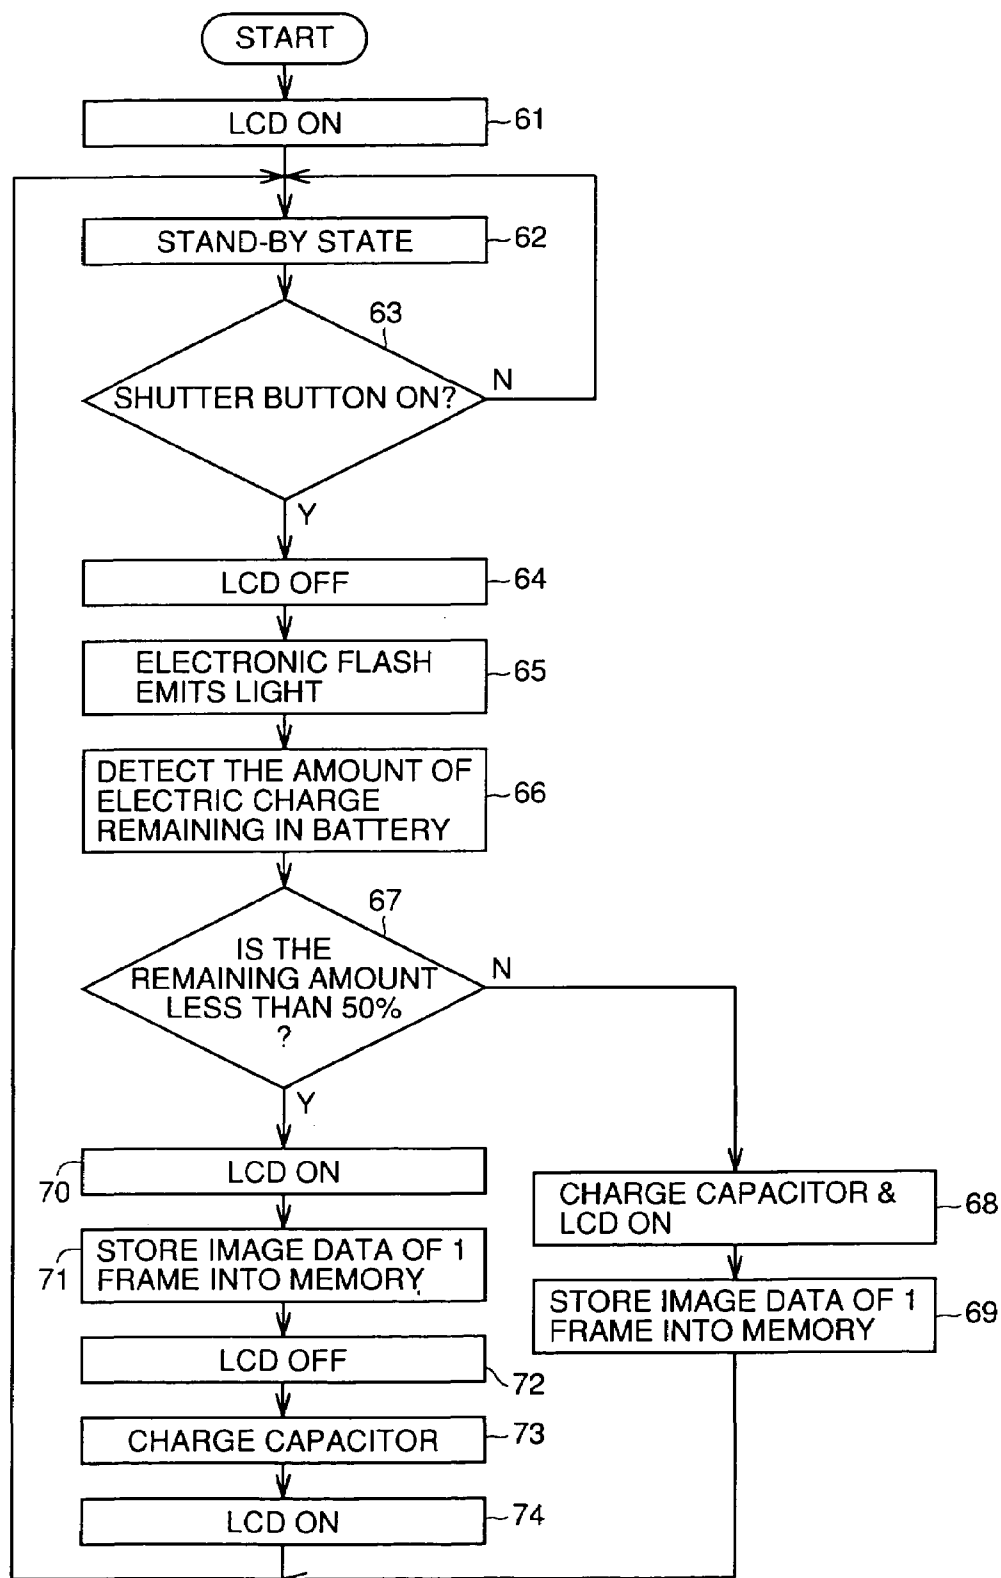 START
LCD ON
61
STAND-BY STATE
62
63
SHUTTER BUTTON ON?
N
Y
LCD OFF
64
ELECTRONIC FLASH
EMITS LIGHT
65
DETECT THE AMOUNT OF
ELECTRIC CHARGE
REMAINING IN BATTERY
66
67
IS THE
REMAINING AMOUNT
LESS THAN 50%
?
N
Y
70
LCD ON
71
STORE IMAGE DATA OF 1
FRAME INTO MEMORY
LCD OFF
72
CHARGE CAPACITOR
73
LCD ON
74
CHARGE CAPACITOR &
LCD ON
68
STORE IMAGE DATA OF 1
FRAME INTO MEMORY
69